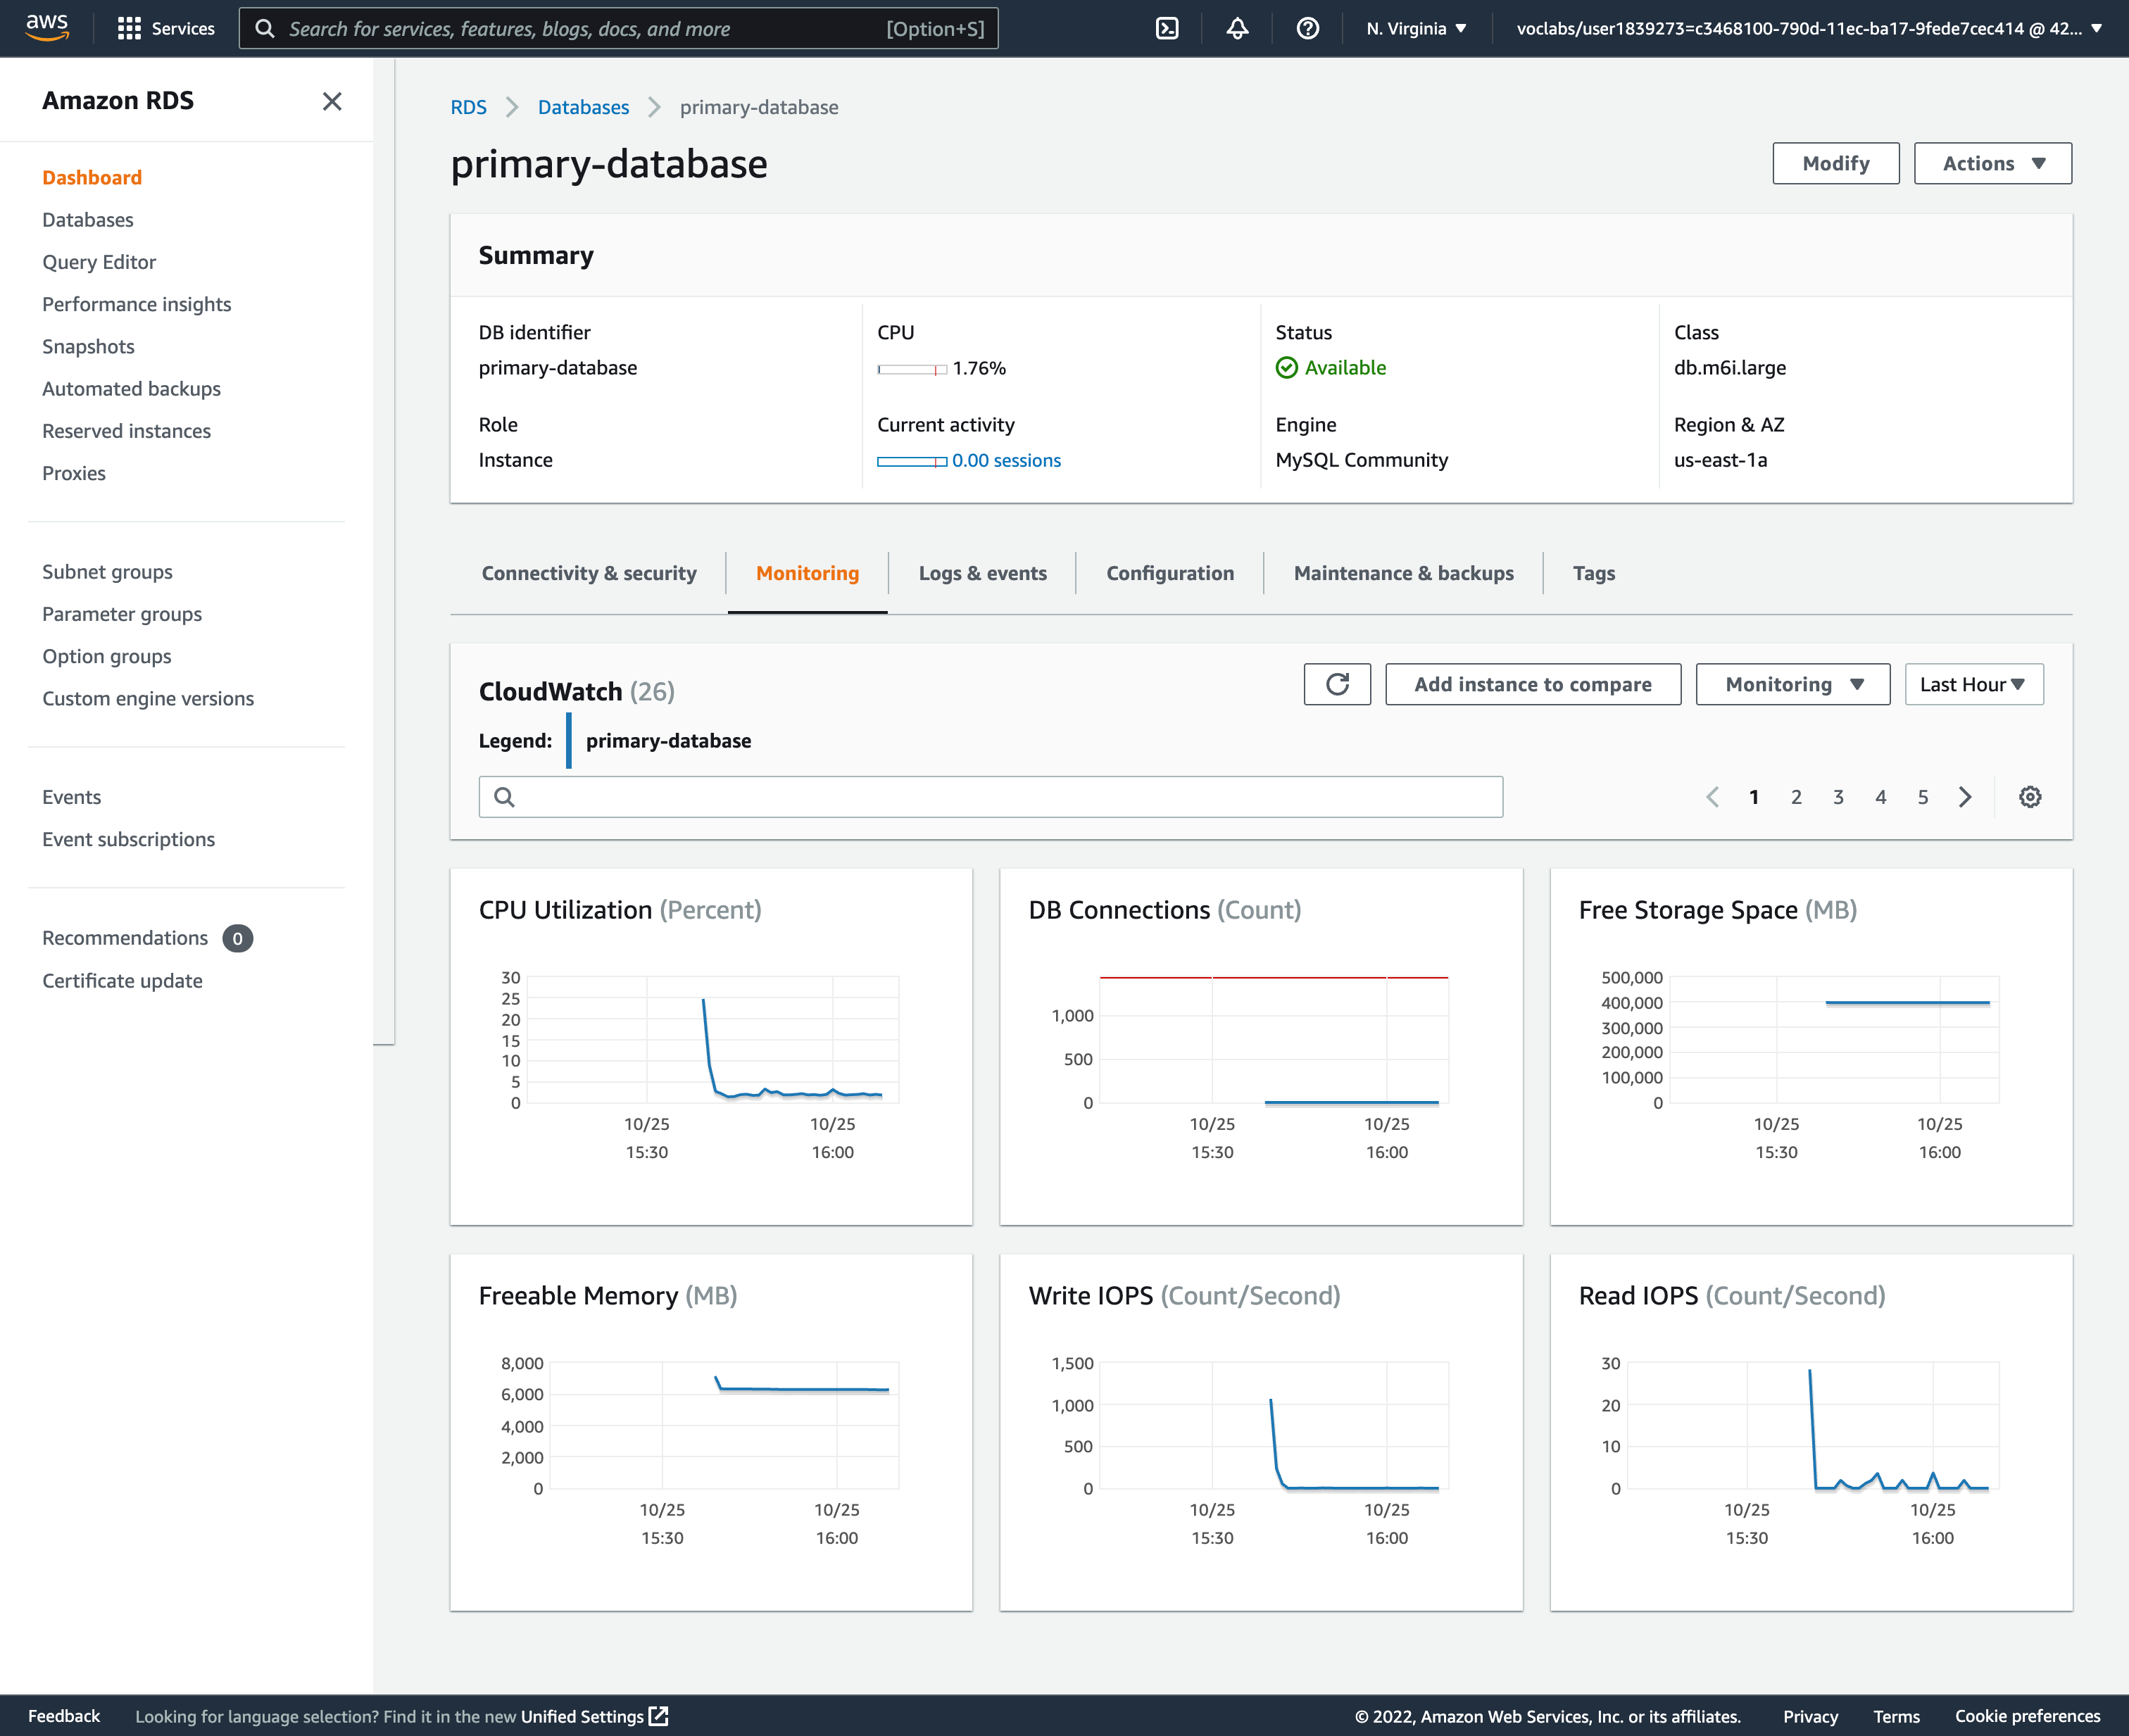 aws
Services
Search for services, features, blogs, docs, and more [Option+S]
N. Virginia
voclabs/user1839273=c3468100-790d-11ec-ba17-9fede7cec414 @ 42...
Amazon RDS
Dashboard
Databases
Query Editor
Performance insights
Snapshots
Automated backups
Reserved instances
Proxies
Subnet groups
Parameter groups
Option groups
Custom engine versions
Events
Event subscriptions
Recommendations 0
Certificate update
RDS Databases primary-database
primary-database
Modify
Actions
Summary
DB identifier
primary-database
CPU
1.76%
Status
Available
Class
db.m6i.large
Role
Instance
Current activity
0.00 sessions
Engine
MySQL Community
Region & AZ
us-east-1a
Connectivity & security
Monitoring
Logs & events
Configuration
Maintenance & backups
Tags
CloudWatch (26)
Add instance to compare
Monitoring
Last Hour
Legend: primary-database
1 2 3 4 5
CPU Utilization (Percent)
30
25
20
15
10
5
0
10/25 10/25
15:30 16:00
DB Connections (Count)
1,000
500
0
10/25 10/25
15:30 16:00
Free Storage Space (MB)
500,000
400,000
300,000
200,000
100,000
0
10/25 10/25
15:30 16:00
Freeable Memory (MB)
8,000
6,000
4,000
2,000
0
10/25 10/25
15:30 16:00
Write IOPS (Count/Second)
1,500
1,000
500
0
10/25 10/25
15:30 16:00
Read IOPS (Count/Second)
30
20
10
0
10/25 10/25
15:30 16:00
Feedback
Looking for language selection? Find it in the new Unified Settings
© 2022, Amazon Web Services, Inc. or its affiliates.
Privacy
Terms
Cookie preferences